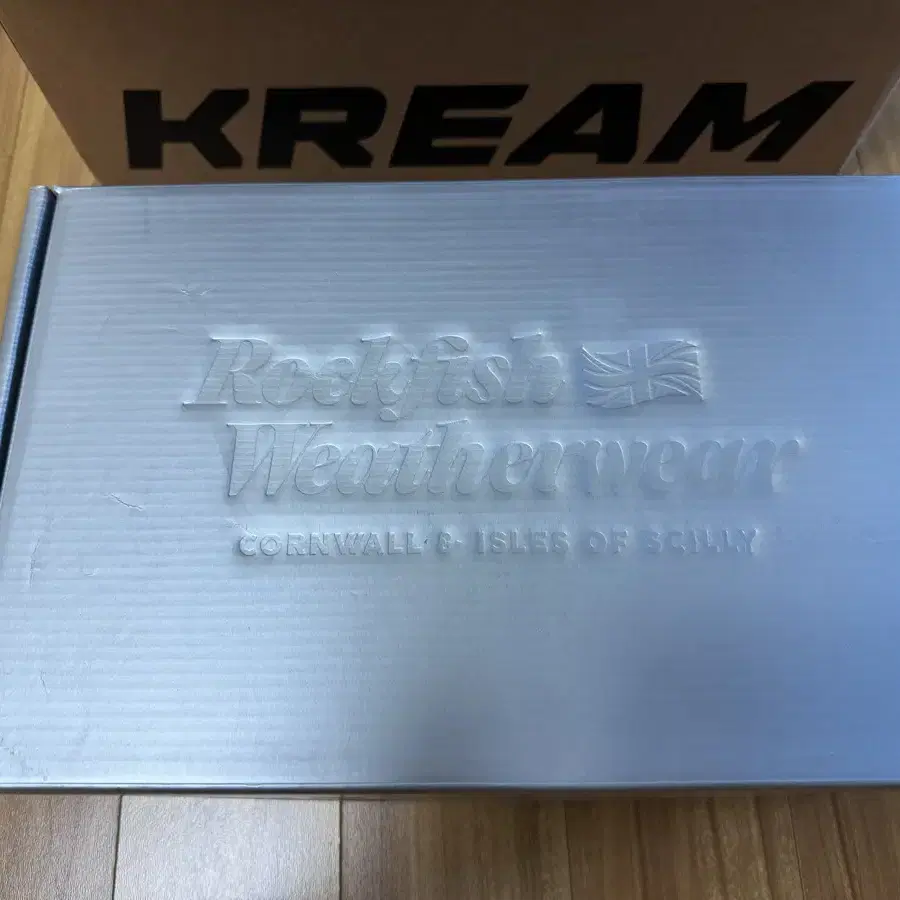 KREAM
Rockfish
Weatherwear
CORNWALL & ISLES OF SCILLY